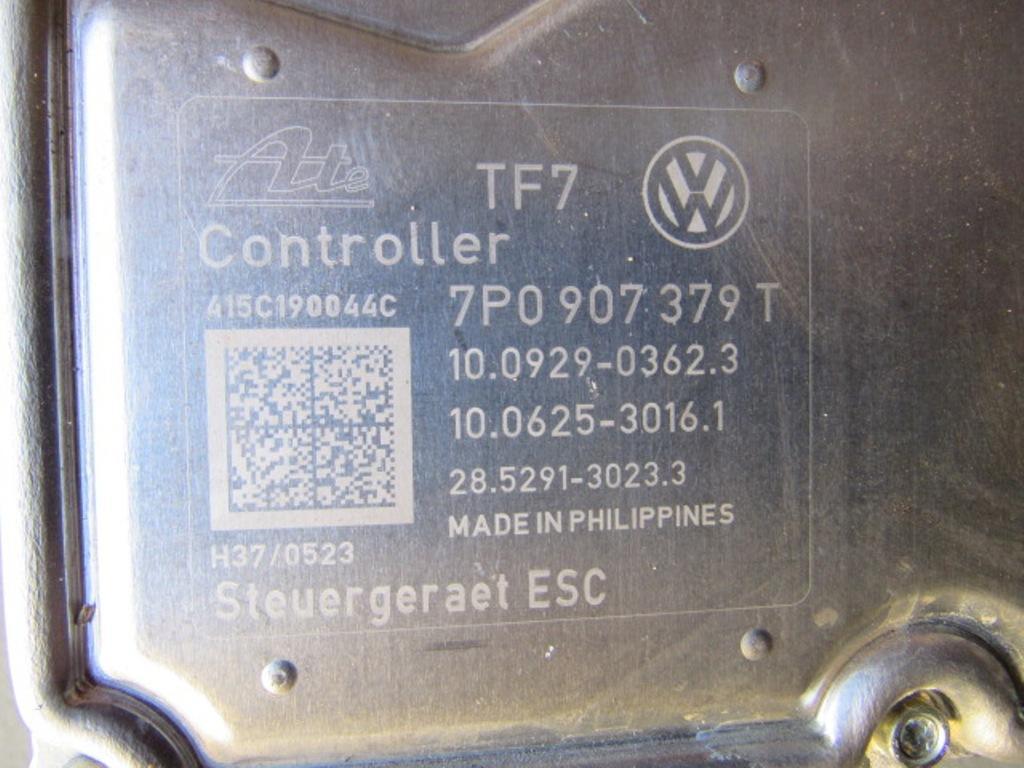 Ate
TF7
Controller
415C190044C
7P0 907 379 T
10.0929-0362.3
10.0625-3016.1
28.5291-3023.3
MADE IN PHILIPPINES
H37/0523
Steuergeraet ESC